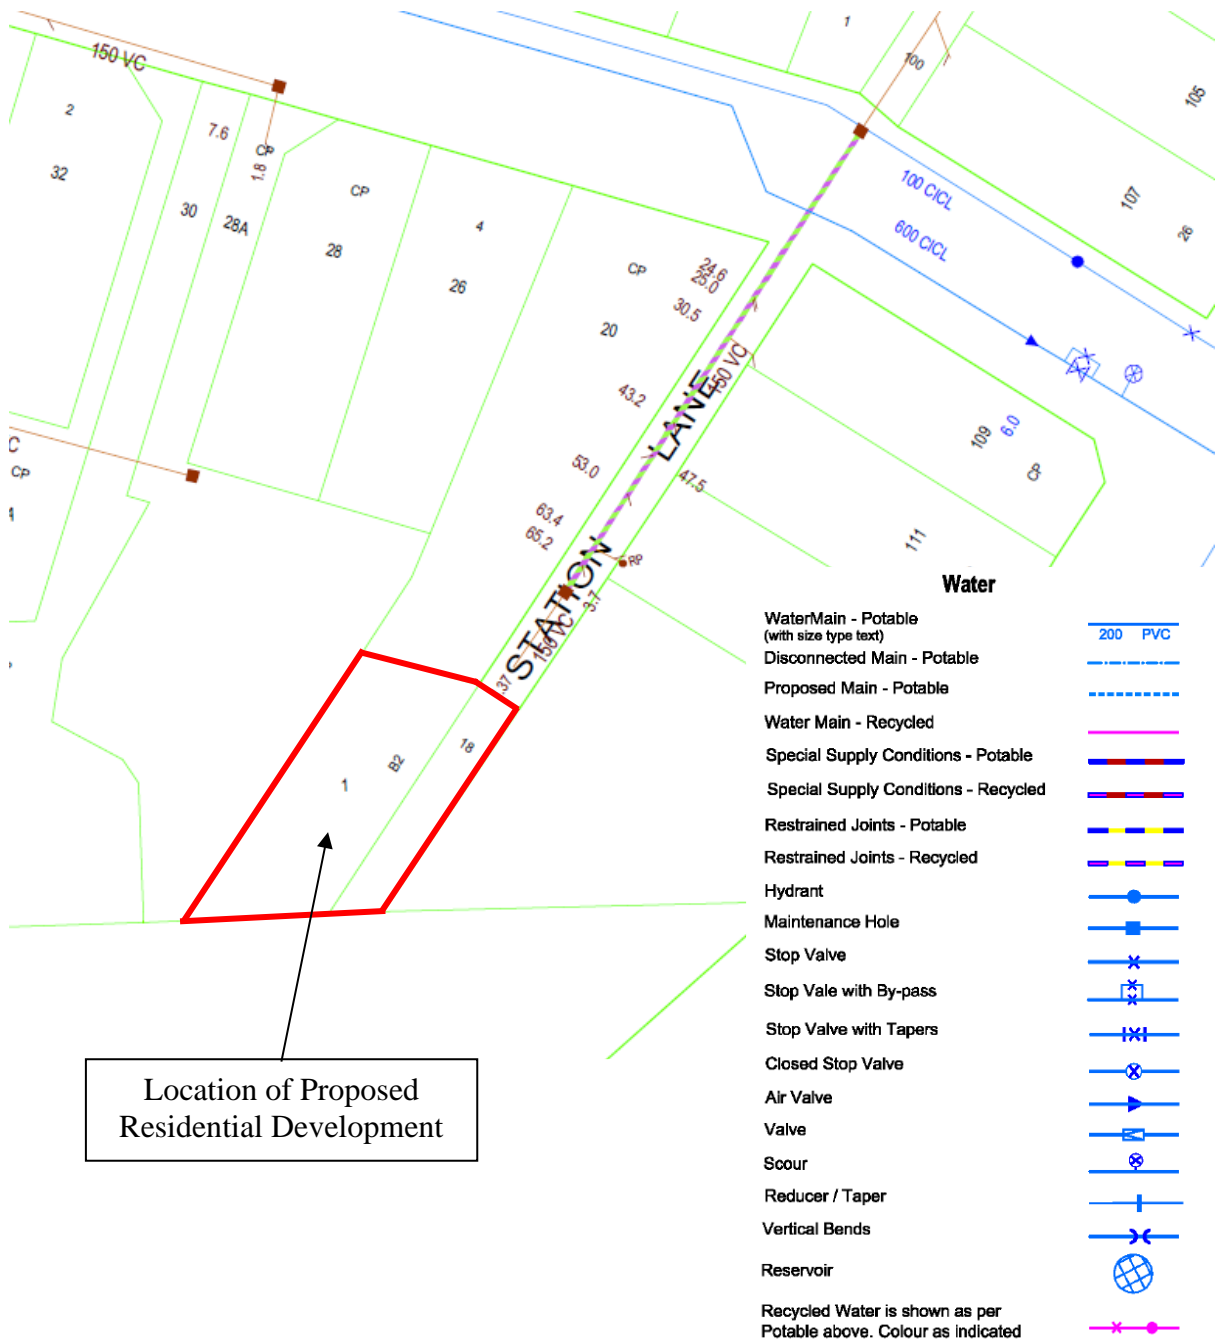 150 VC
2
32
7.6
1.8
CP
30
28A
CP
28
4
26
CP
20
24.6
25.0
30.5
43.2
53.0
63.4
65.2
47.5
3.7
.37
1
100
105
107
26
100 CICL
600 CICL
109
6.0
CP
111
150 VC
STATION LANE
RP
150 VC
C
CP
1
B2
18
Location of Proposed
Residential Development
Water
WaterMain - Potable
(with size type text)
200 PVC
Disconnected Main - Potable
Proposed Main - Potable
Water Main - Recycled
Special Supply Conditions - Potable
Special Supply Conditions - Recycled
Restrained Joints - Potable
Restrained Joints - Recycled
Hydrant
Maintenance Hole
Stop Valve
Stop Vale with By-pass
Stop Valve with Tapers
Closed Stop Valve
Air Valve
Valve
Scour
Reducer / Taper
Vertical Bends
Reservoir
Recycled Water is shown as per
Potable above. Colour as indicated